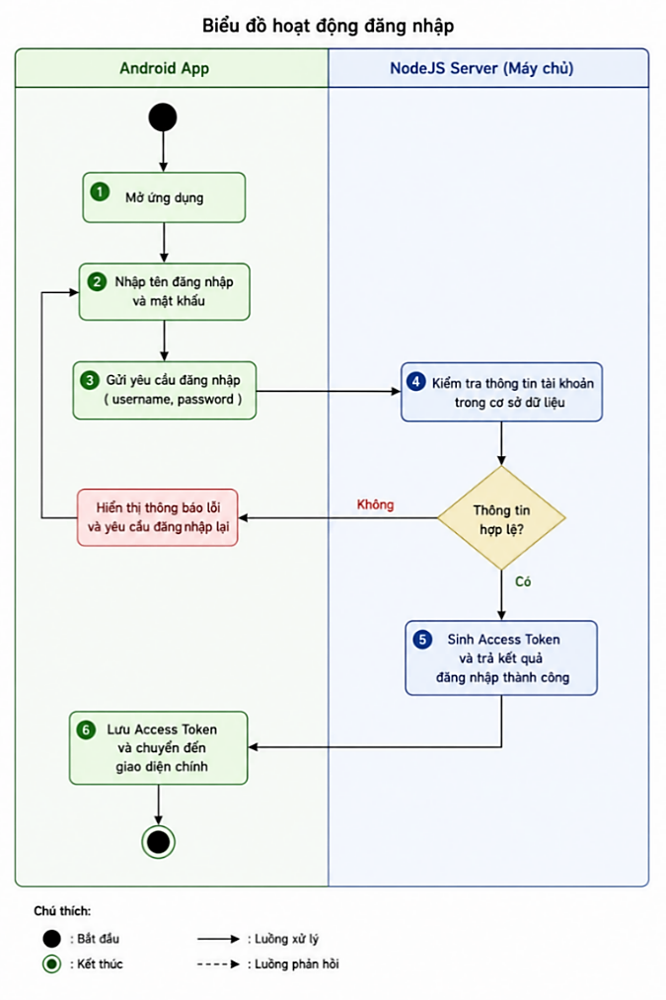 Biểu đồ hoạt động đăng nhập
Android App
NodeJS Server (Máy chủ)
1 Mở ứng dụng
2 Nhập tên đăng nhập
và mật khẩu
3 Gửi yêu cầu đăng nhập
( username, password )
4 Kiểm tra thông tin tài khoản
trong cơ sở dữ liệu
Thông tin
hợp lệ?
Không
Hiển thị thông báo lỗi
và yêu cầu đăng nhập lại
Có
5 Sinh Access Token
và trả kết quả
đăng nhập thành công
6 Lưu Access Token
và chuyển đến
giao diện chính
Chú thích:
: Bắt đầu
: Luồng xử lý
: Kết thúc
: Luồng phản hồi